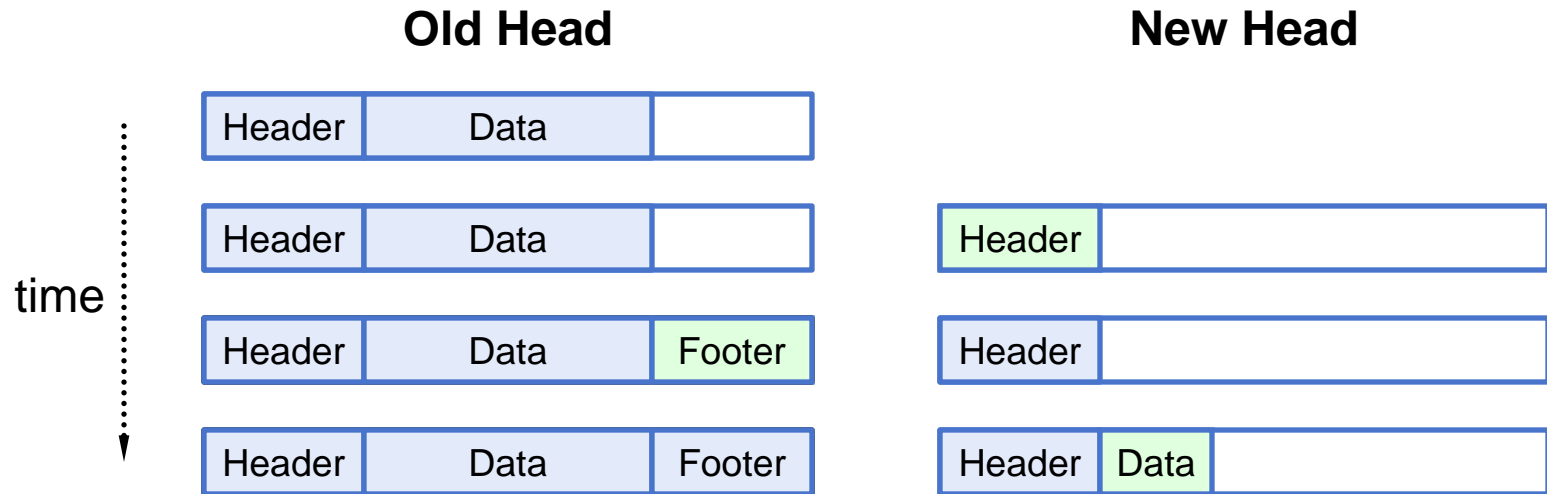 Old Head New Head
Header Data
Header Data Header
time
Header Data Footer Header
Header Data Footer Header Data